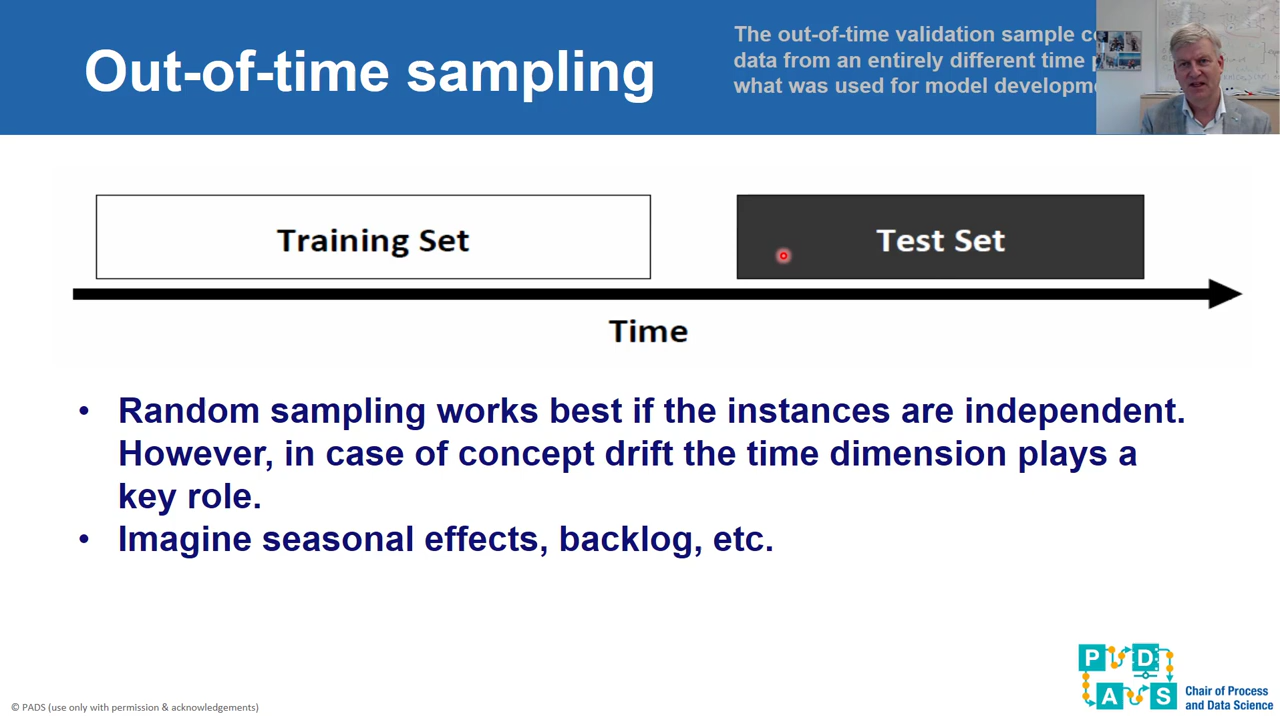 Out-of-time sampling
The out-of-time validation sample
data from an entirely different time
what was used for model
Training Set
Test Set
Time
• Random sampling works best if the instances are independent.
However, in case of concept drift the time dimension plays a
key role.
• Imagine seasonal effects, backlog, etc.
P D
A S
Chair of Process
and Data Science
© PADS (use only with permission & acknowledgements)